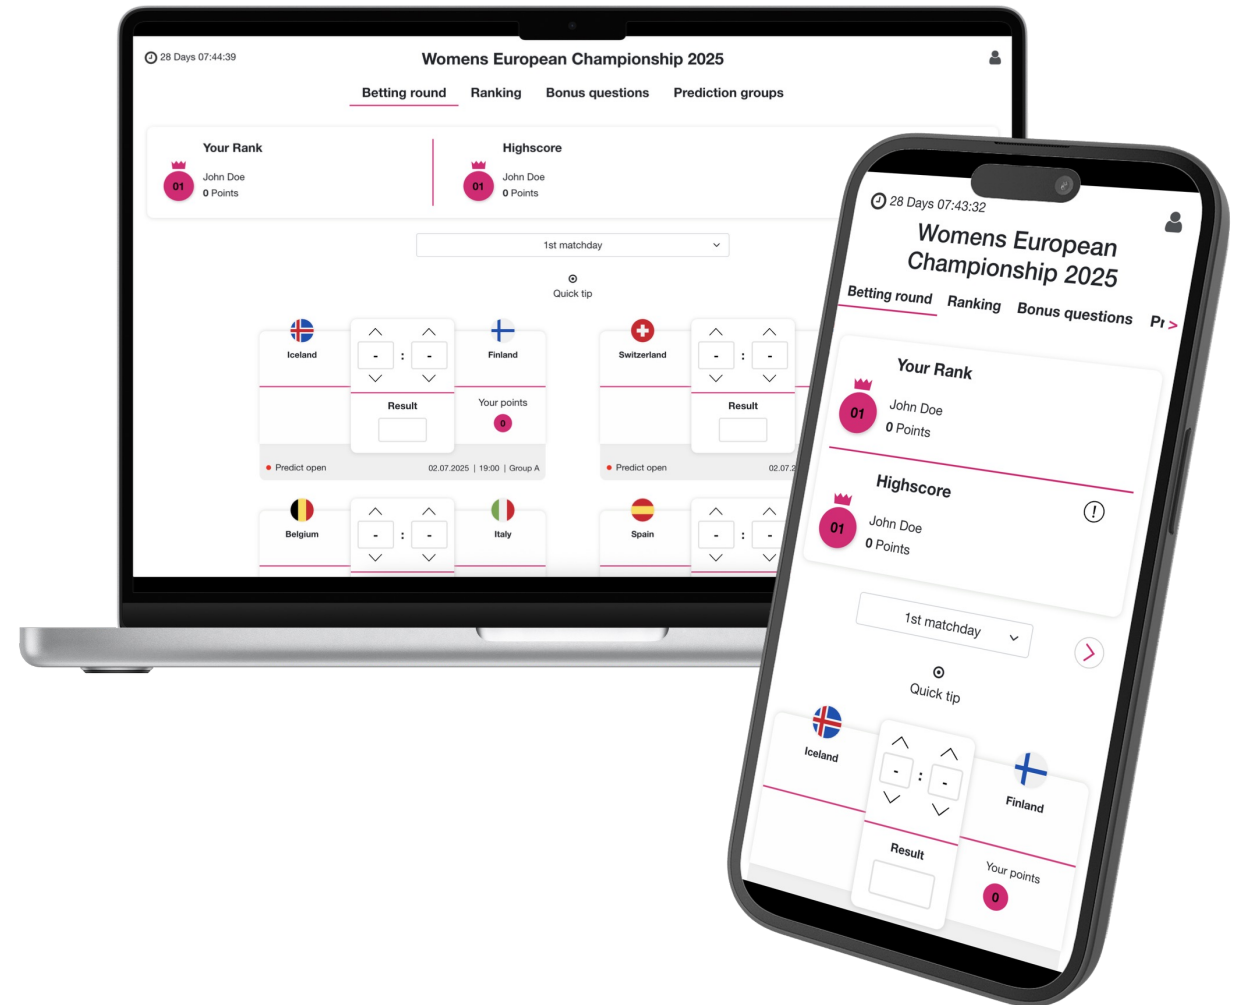 28 Days 07:44:39
Womens European Championship 2025
Betting round Ranking Bonus questions Prediction groups
Your Rank
01
John Doe
0 Points
Highscore
01
John Doe
0 Points
1st matchday
Quick tip
Iceland
- : -
Finland
Result
Your points
0
Predict open
02.07.2025 | 19:00 | Group A
Switzerland
- : -
Result
Predict open
02.07.2
Belgium
- : -
Italy
Spain
- : -
28 Days 07:43:32
Womens European
Championship 2025
Betting round Ranking Bonus questions Pr >
Your Rank
01
John Doe
0 Points
Highscore
!
01
John Doe
0 Points
1st matchday
Quick tip
Iceland
- : -
Finland
Result
Your points
0